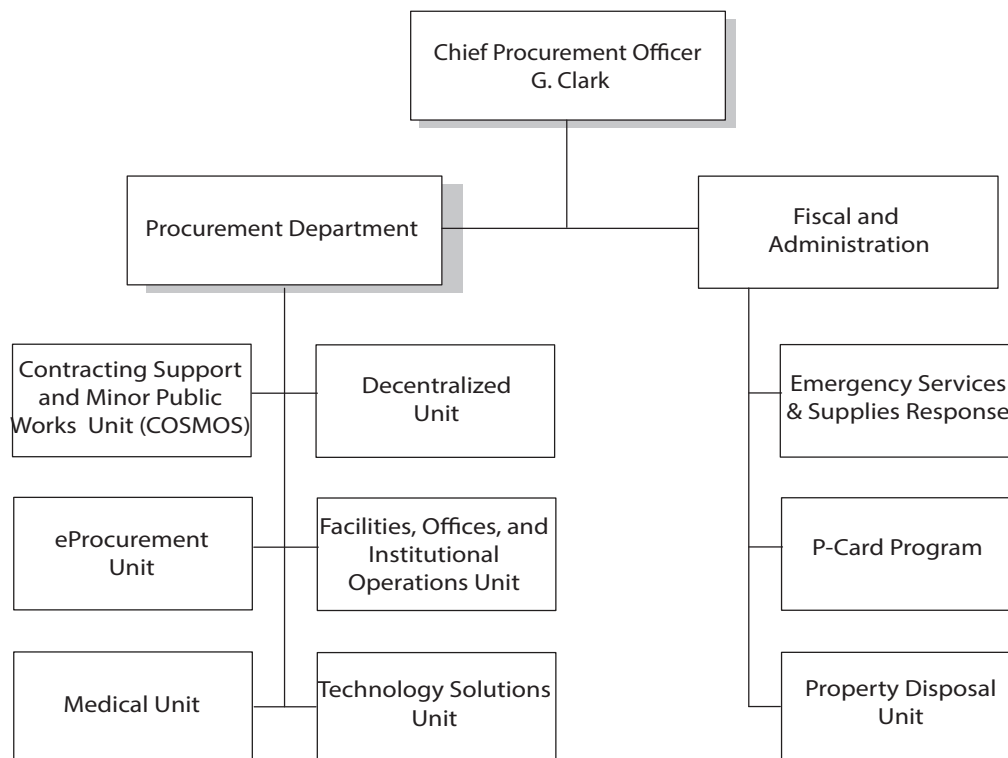 Chief Procurement Officer
G. Clark
Procurement Department
Fiscal and
Administration
Contracting Support
and Minor Public
Works Unit (COSMOS)
Decentralized
Unit
Emergency Services
& Supplies Response
eProcurement
Unit
Facilities, Offices, and
Institutional
Operations Unit
P-Card Program
Medical Unit
Technology Solutions
Unit
Property Disposal
Unit